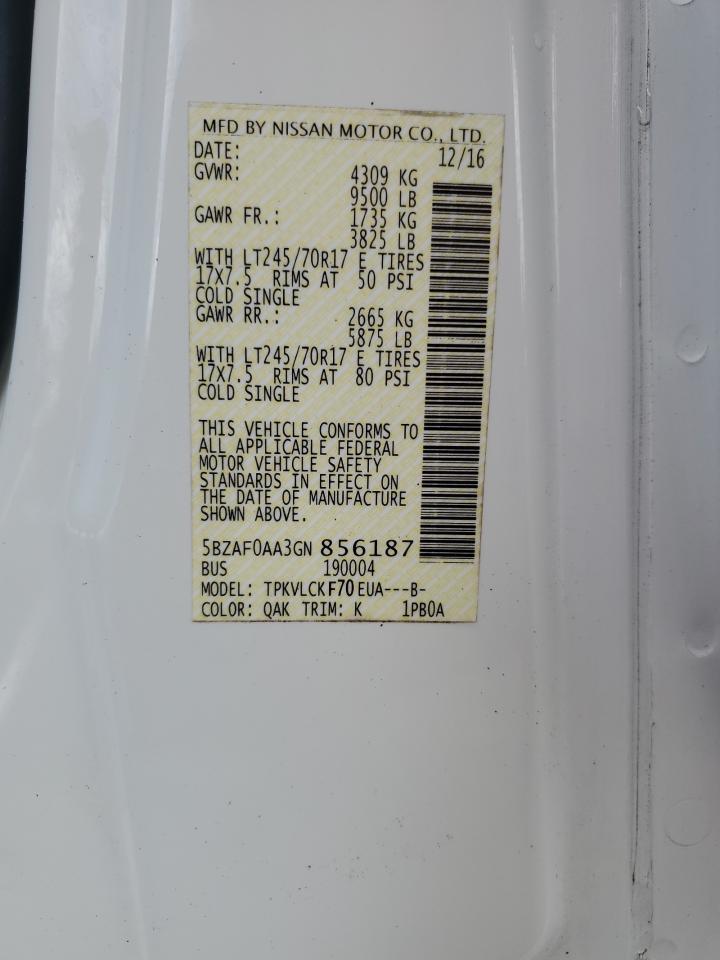 MFD BY NISSAN MOTOR CO., LTD.
DATE: 12/16
GVWR: 4309 KG
9500 LB
GAWR FR.: 1735 KG
3825 LB
WITH LT245/70R17 E TIRES
17X7.5 RIMS AT 50 PSI
COLD SINGLE
GAWR RR.: 2665 KG
5875 LB
WITH LT245/70R17 E TIRES
17X7.5 RIMS AT 80 PSI
COLD SINGLE
THIS VEHICLE CONFORMS TO
ALL APPLICABLE FEDERAL
MOTOR VEHICLE SAFETY
STANDARDS IN EFFECT ON
THE DATE OF MANUFACTURE
SHOWN ABOVE.
5BZAF0AA3GN 856187
BUS 190004
MODEL: TPKVLCKF70EUA---B-
COLOR: QAK TRIM: K 1PB0A